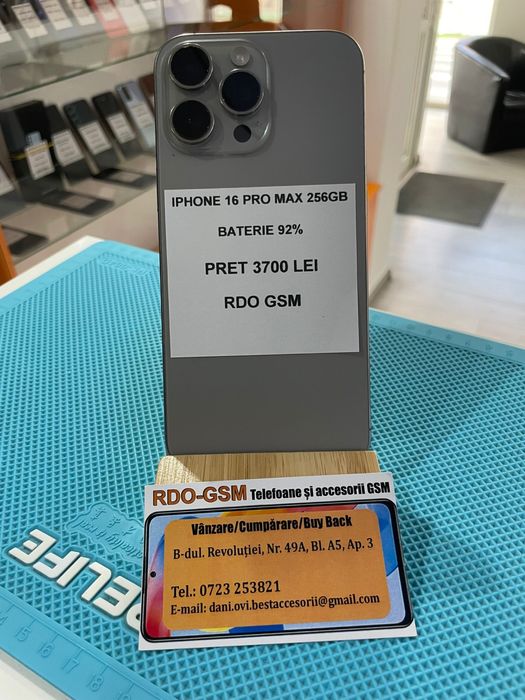 IPHONE 16 PRO MAX 256GB
BATERIE 92%
PRET 3700 LEI
RDO GSM
RDO-GSM Telefoane și accesorii GSM
Vânzare/Cumpărare/Buy Back
B-dul. Revoluției, Nr. 49A, Bl. A5, Ap. 3
Tel.: 0723 253821
E-mail: dani.ovi.bestaccesorii@gmail.com
RELIFE